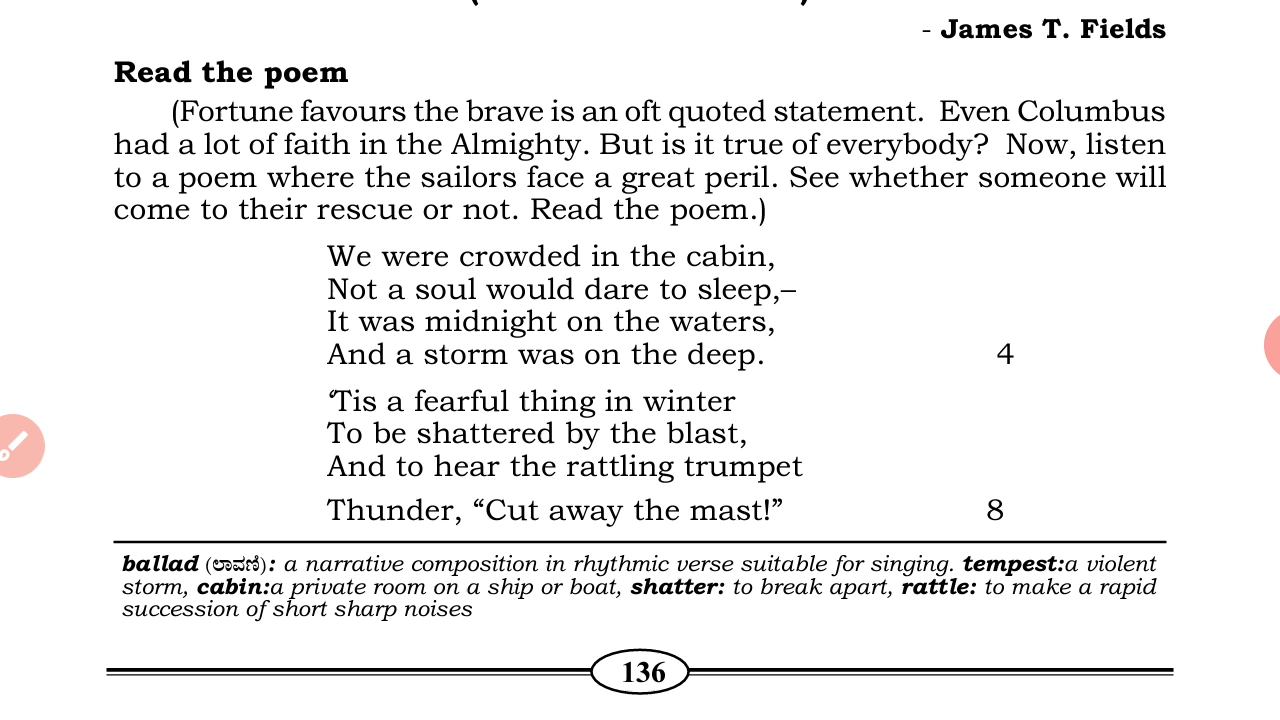 - James T. Fields
Read the poem
(Fortune favours the brave is an oft quoted statement. Even Columbus
had a lot of faith in the Almighty. But is it true of everybody? Now, listen
to a poem where the sailors face a great peril. See whether someone will
come to their rescue or not. Read the poem.)
We were crowded in the cabin,
Not a soul would dare to sleep,–
It was midnight on the waters,
And a storm was on the deep. 4
‘Tis a fearful thing in winter
To be shattered by the blast,
And to hear the rattling trumpet
Thunder, “Cut away the mast!” 8
ballad (ಲಾವಣಿ): a narrative composition in rhythmic verse suitable for singing. tempest:a violent
storm, cabin:a private room on a ship or boat, shatter: to break apart, rattle: to make a rapid
succession of short sharp noises
136